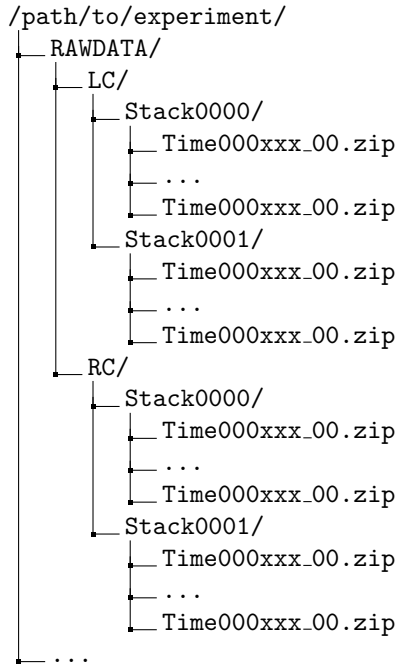 /path/to/experiment/
RAWDATA/
LC/
Stack0000/
Time000xxx_00.zip
...
Time000xxx_00.zip
Stack0001/
Time000xxx_00.zip
...
Time000xxx_00.zip
RC/
Stack0000/
Time000xxx_00.zip
...
Time000xxx_00.zip
Stack0001/
Time000xxx_00.zip
...
Time000xxx_00.zip
...